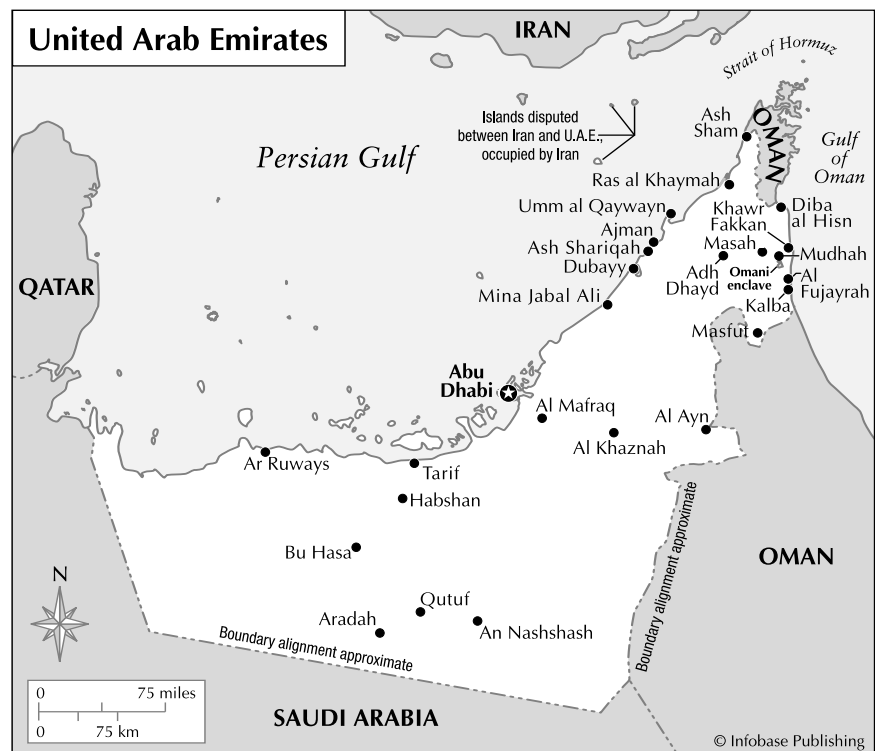 United Arab Emirates
IRAN
Strait of Hormuz
Islands disputed
between Iran and U.A.E.,
occupied by Iran
Ash
Sham
OMAN
Gulf
of
Oman
Persian Gulf
Ras al Khaymah
Umm al Qaywayn
Khawr
Fakkan
Diba
al Hisn
Ajman
Ash Shariqah
Masah
Mudhah
Dubayy
Adh
Dhayd
Omani
enclave
Al
Fujayrah
QATAR
Mina Jabal Ali
Kalba
Masfut
Abu
Dhabi
Al Mafraq
Al Ayn
Al Khaznah
Ar Ruways
Tarif
Habshan
Bu Hasa
OMAN
Boundary alignment approximate
N
Qutuf
Aradah
An Nashshash
Boundary alignment approximate
0 75 miles
0 75 km
SAUDI ARABIA
© Infobase Publishing